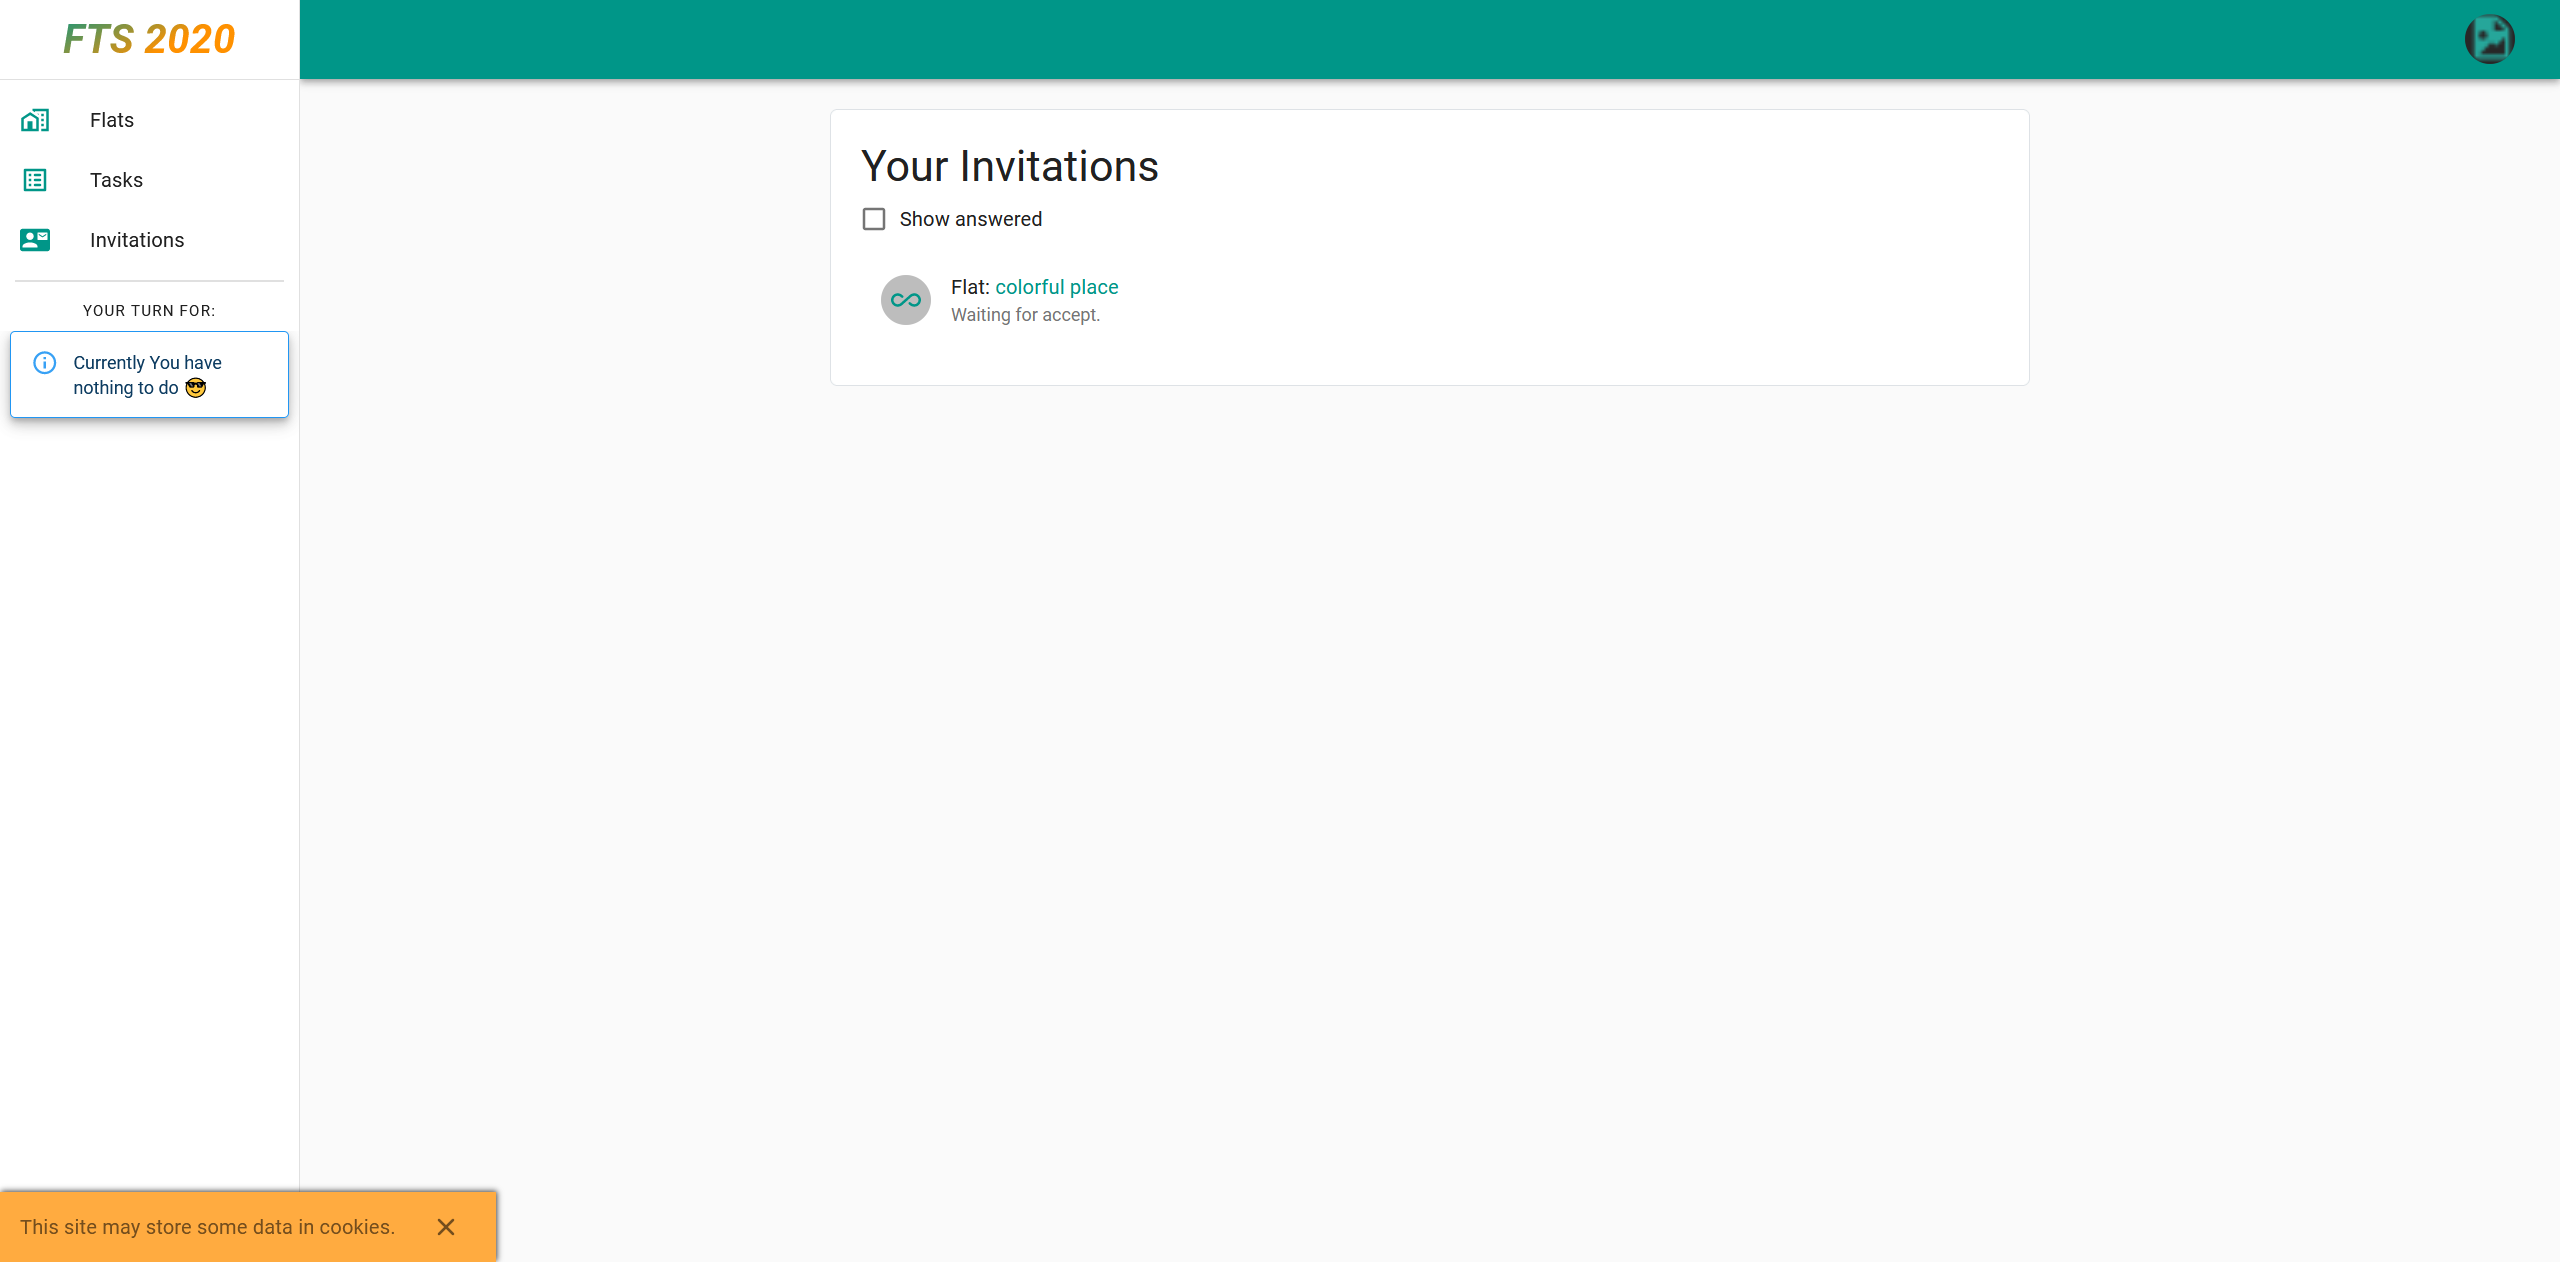 FTS 2020
Flats
Tasks
Invitations
YOUR TURN FOR:
Currently You have
nothing to do 😎
Your Invitations
Show answered
Flat: colorful place
Waiting for accept.
This site may store some data in cookies.